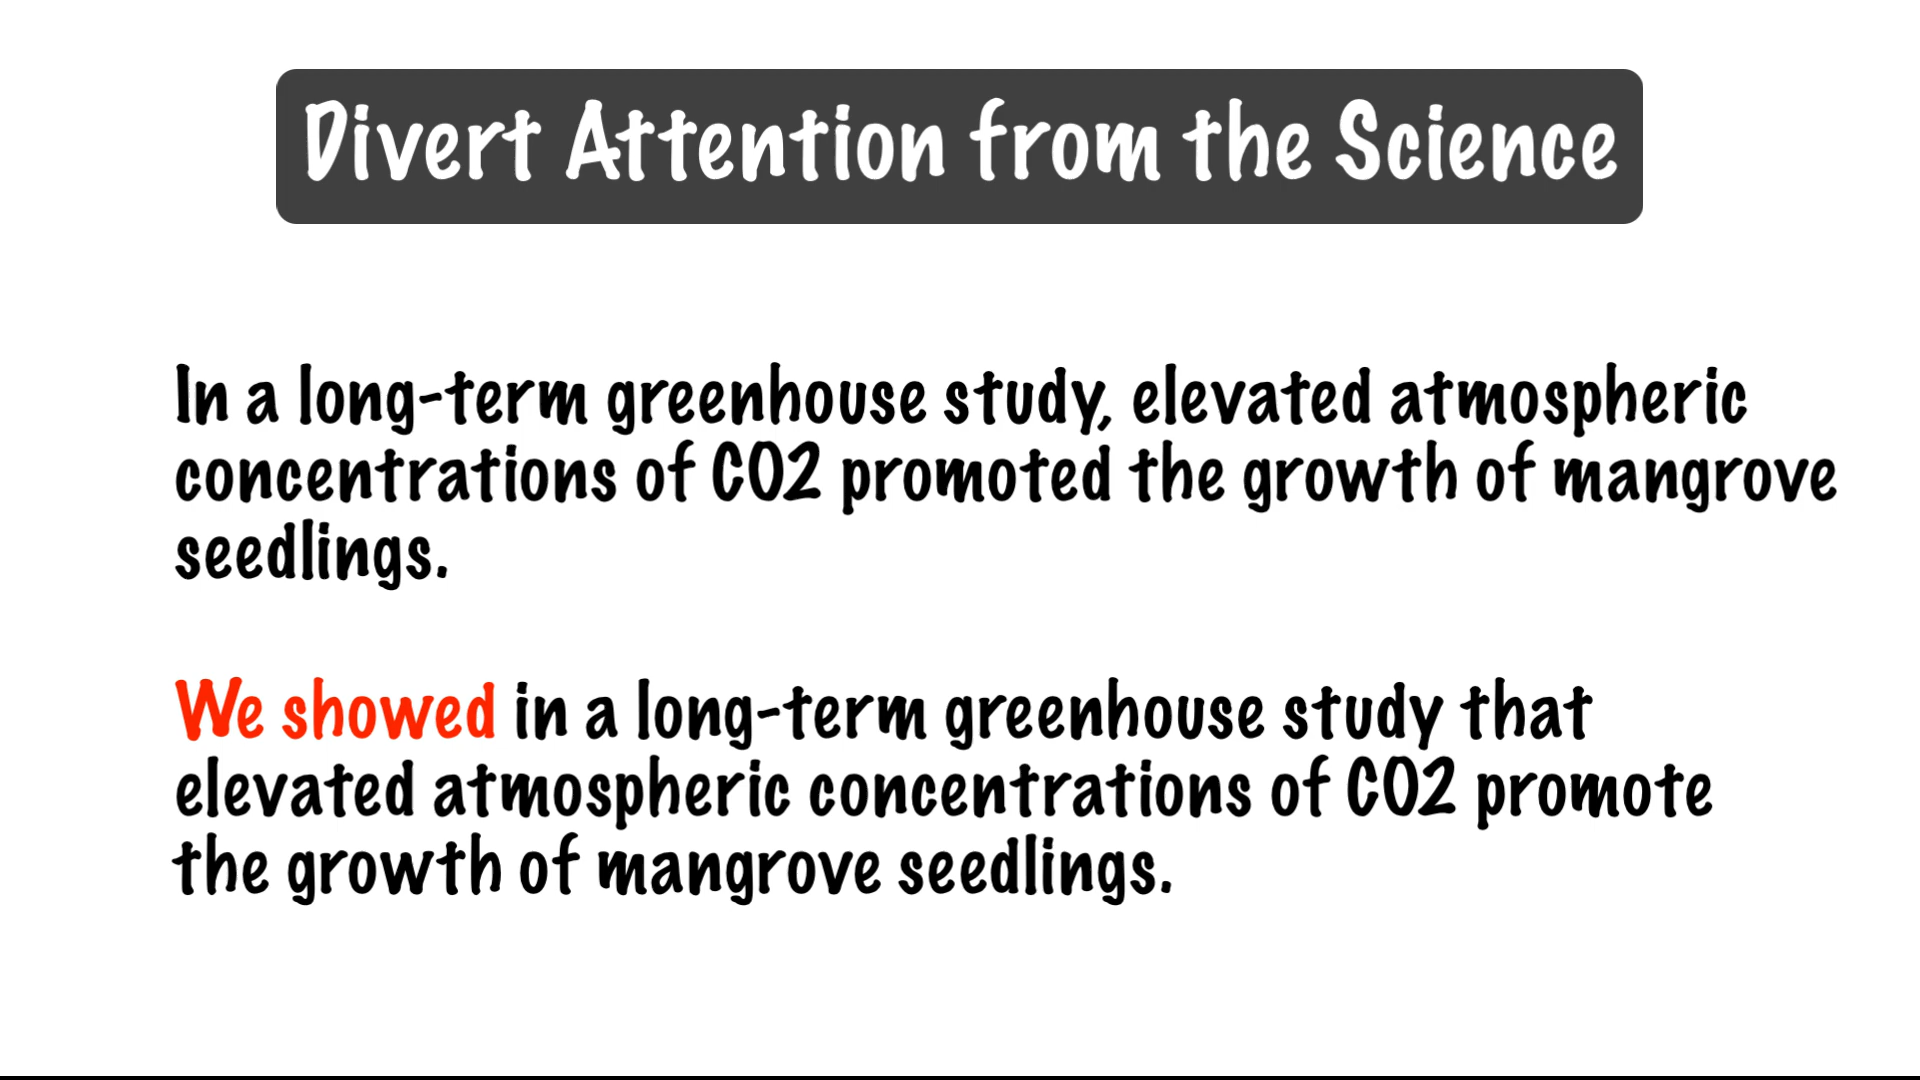 Divert Attention from the Science
In a long-term greenhouse study, elevated atmospheric
concentrations of CO2 promoted the growth of mangrove
seedlings.
We showed in a long-term greenhouse study that
elevated atmospheric concentrations of CO2 promote
the growth of mangrove seedlings.